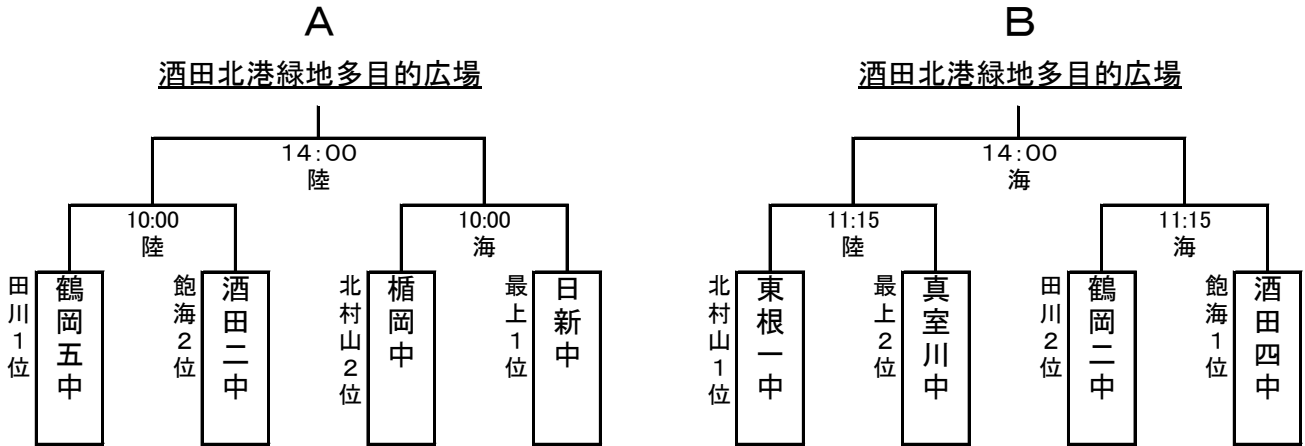 A
酒田北港緑地多目的広場
14:00
陸
10:00
陸
10:00
海
田川1位
鶴岡五中
飽海2位
酒田二中
北村山2位
楯岡中
最上1位
日新中
B
酒田北港緑地多目的広場
14:00
海
11:15
陸
11:15
海
北村山1位
東根一中
最上2位
真室川中
田川2位
鶴岡二中
飽海1位
酒田四中